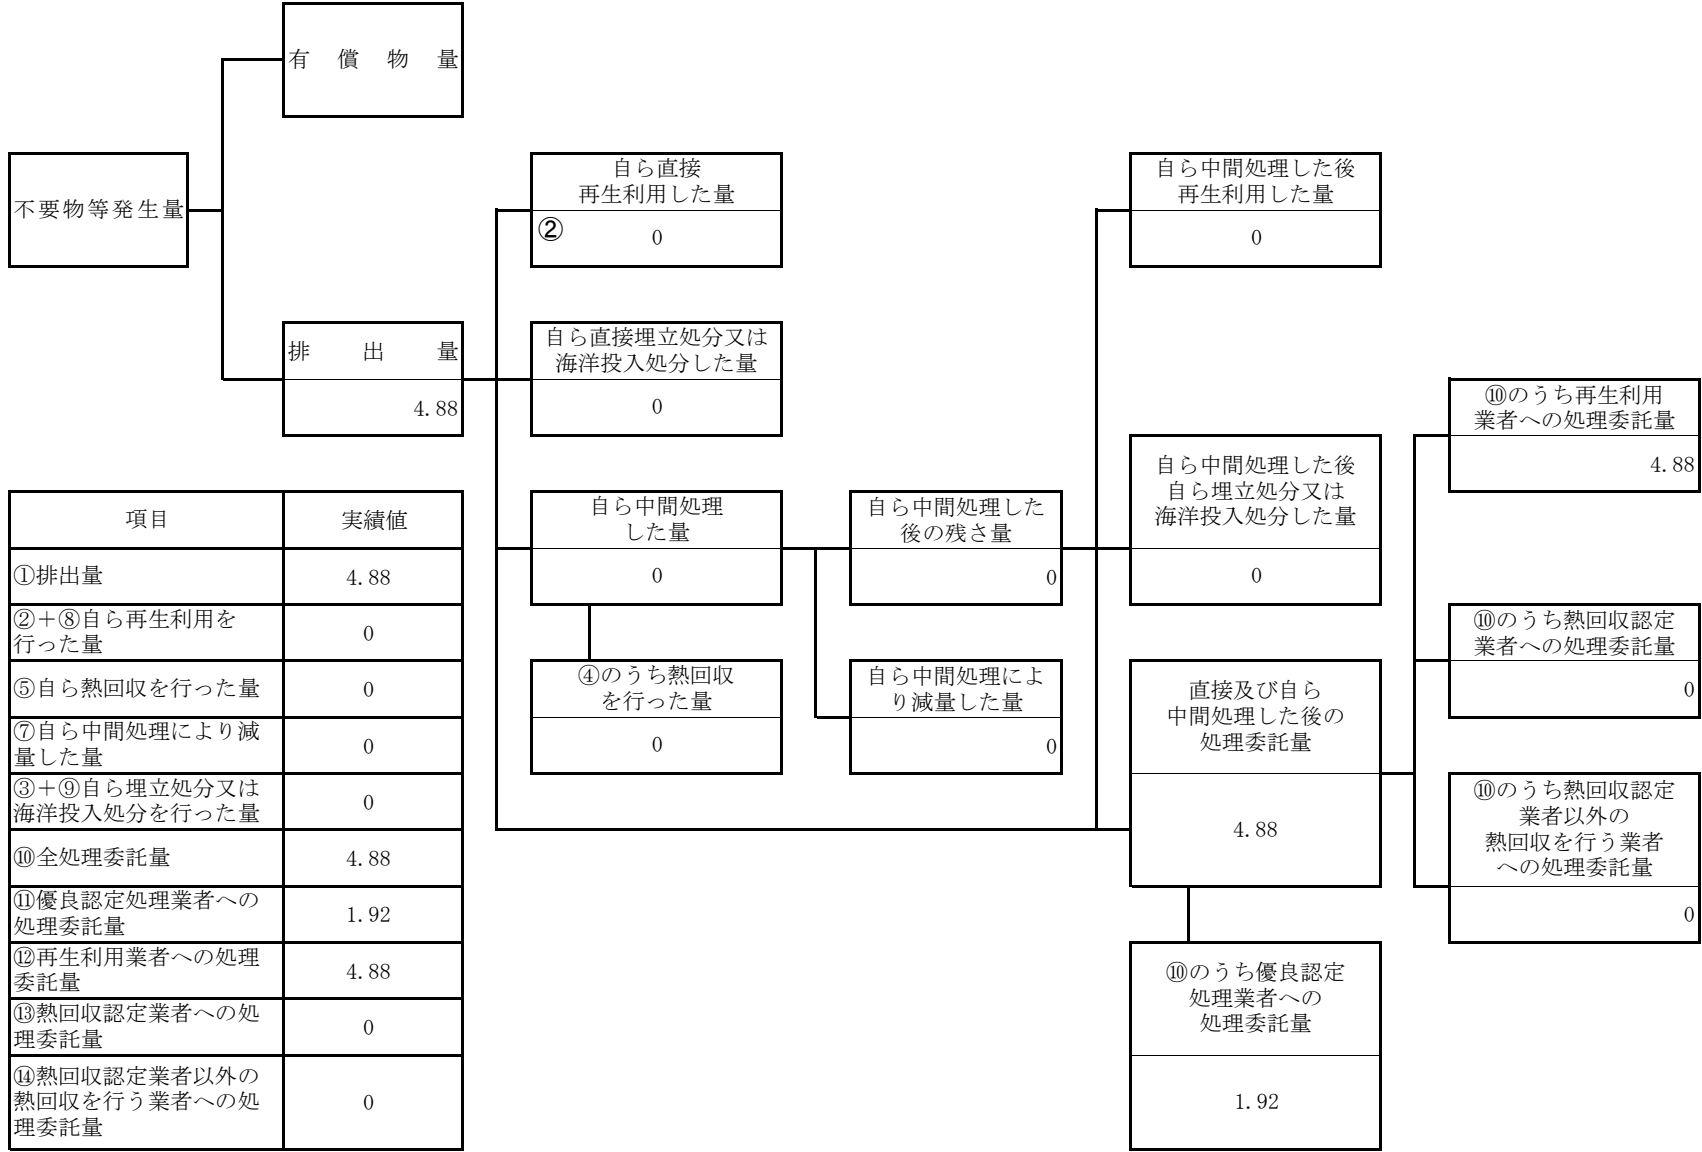 有償物量
不要物等発生量
自ら直接
再生利用した量
②
0
自ら中間処理した後
再生利用した量
0
排出量
4.88
自ら直接埋立処分又は
海洋投入処分した量
0
⑩のうち再生利用
業者への処理委託量
4.88
自ら中間処理した後
自ら埋立処分又は
海洋投入処分した量
0
自ら中間処理
した量
0
自ら中間処理した
後の残さ量
0
⑩のうち熱回収認定
業者への処理委託量
0
④のうち熱回収
を行った量
0
自ら中間処理によ
り減量した量
0
直接及び自ら
中間処理した後の
処理委託量
4.88
⑩のうち熱回収認定
業者以外の
熱回収を行う業者
への処理委託量
0
⑩のうち優良認定
処理業者への
処理委託量
1.92
項目 実績値
①排出量 4.88
②+⑧自ら再生利用を
行った量 0
⑤自ら熱回収を行った量 0
⑦自ら中間処理により減
量した量 0
③+⑨自ら埋立処分又は
海洋投入処分を行った量 0
⑩全処理委託量 4.88
⑪優良認定処理業者への
処理委託量 1.92
⑫再生利用業者への処理
委託量 4.88
⑬熱回収認定業者への処
理委託量 0
⑭熱回収認定業者以外の
熱回収を行う業者への処
理委託量 0